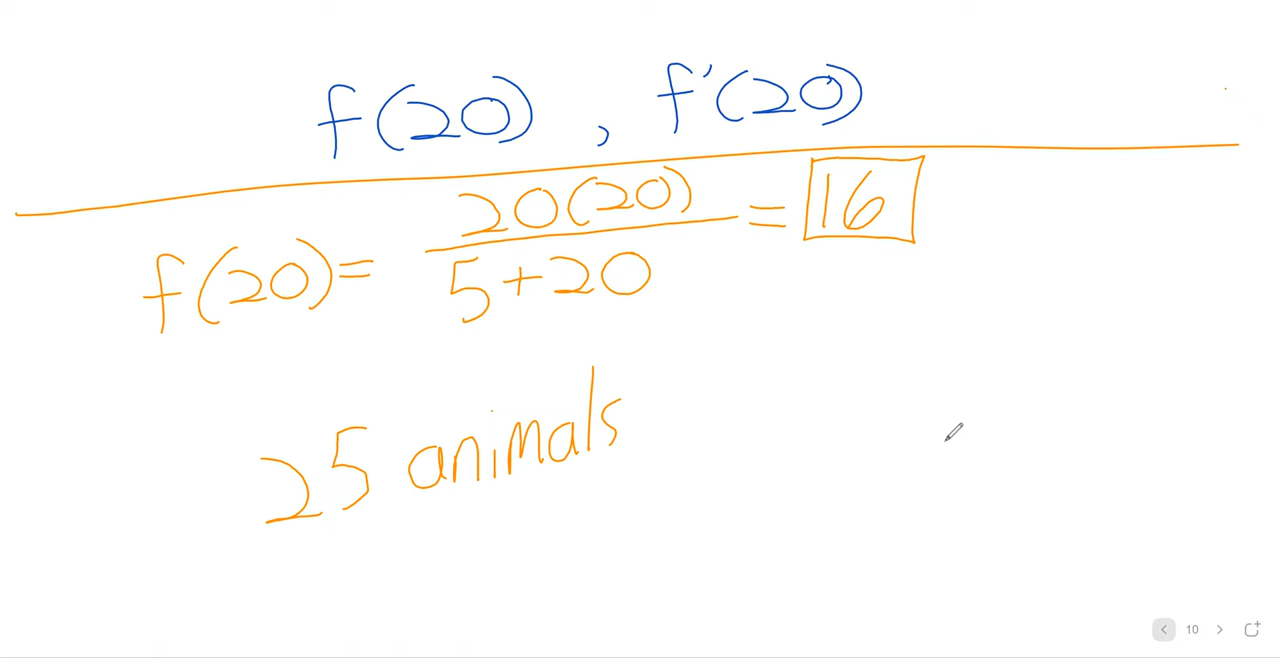 f(20), f'(20)
f(20) = 20(20) / 5+20 = 16
25 animals
10